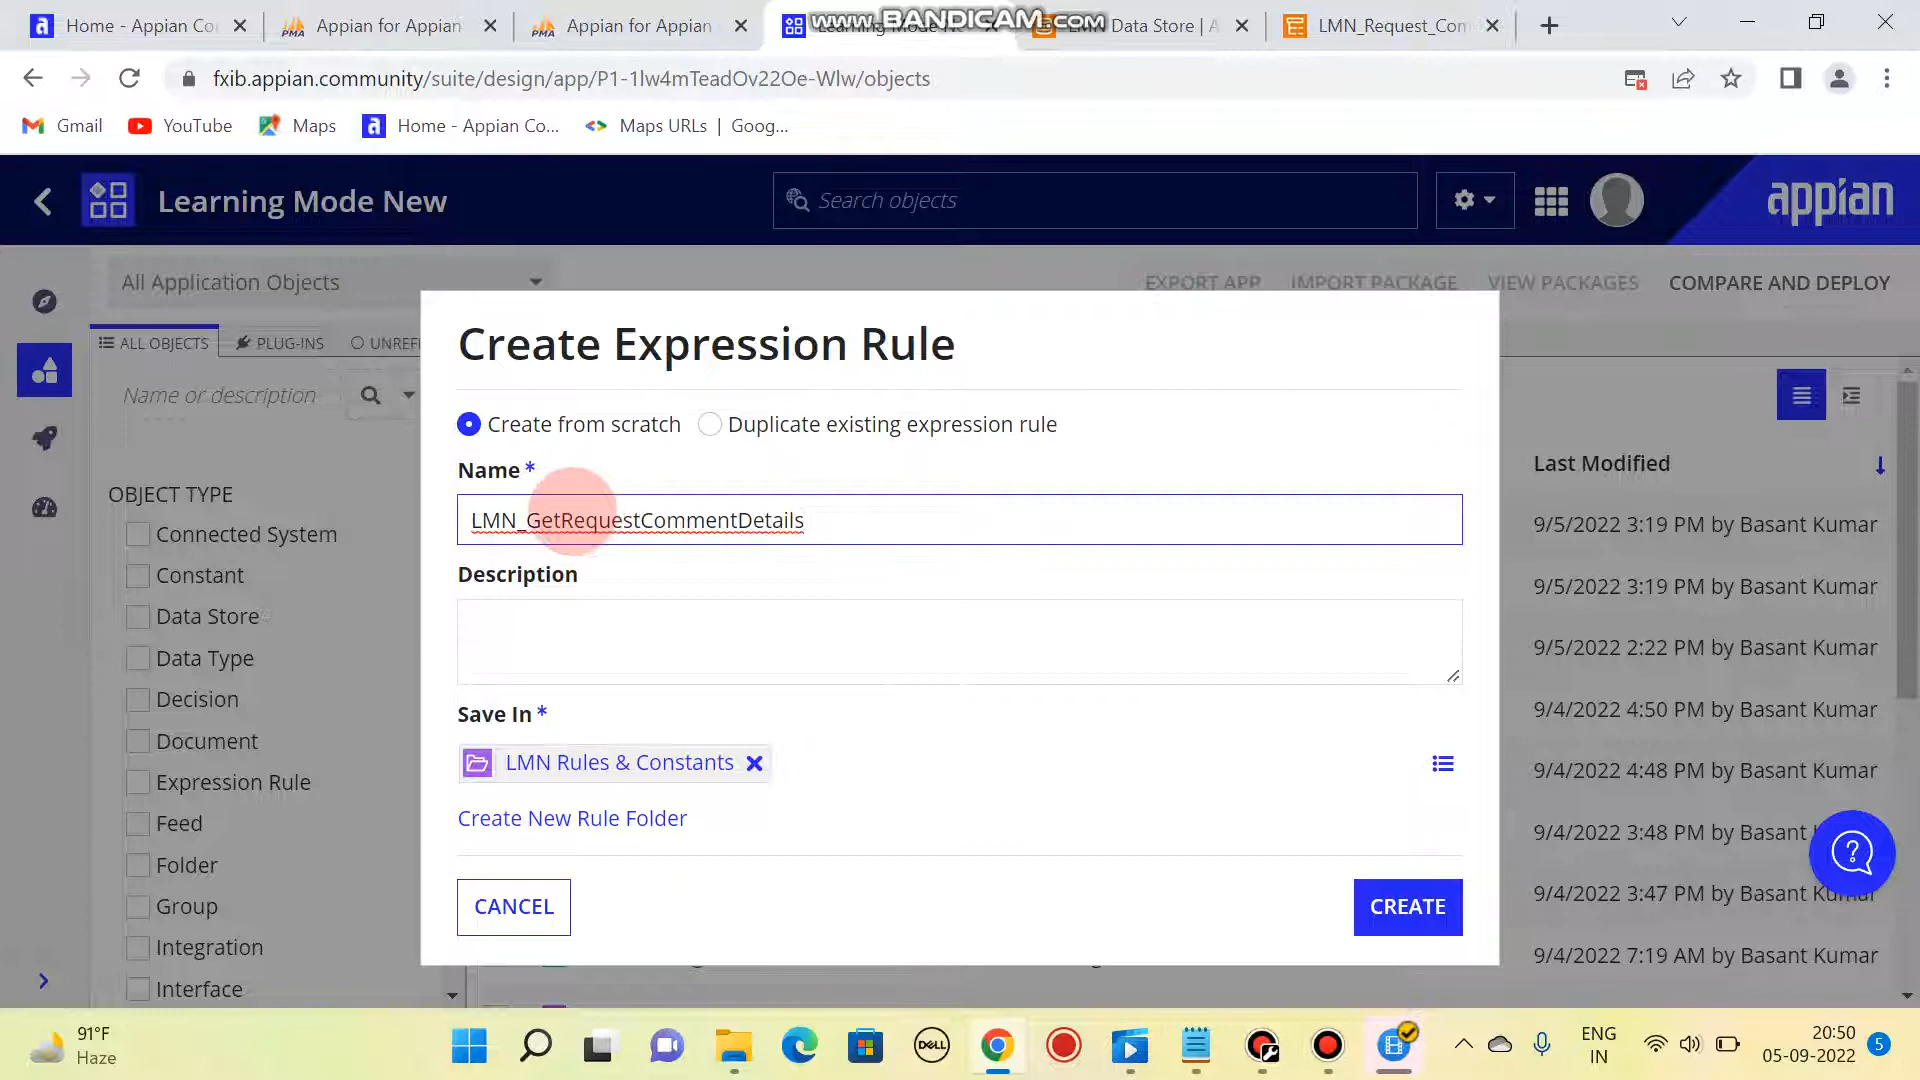 Home - Appian Co
Appian for Appian
Appian for Appian
www.BANDICAM.com
LMN Data Store | A
LMN_Request_Com
fxib.appian.community/suite/design/app/P1-1lw4mTeadOv22Oe-Wlw/objects
Gmail
YouTube
Maps
Home - Appian Co...
Maps URLs | Goog...
Learning Mode New
Search objects
appian
All Application Objects
EXPORT APP
IMPORT PACKAGE
VIEW PACKAGES
COMPARE AND DEPLOY
ALL OBJECTS
PLUG-INS
UNREF
Name or description
OBJECT TYPE
Connected System
Constant
Data Store
Data Type
Decision
Document
Expression Rule
Feed
Folder
Group
Integration
Interface
Create Expression Rule
Create from scratch
Duplicate existing expression rule
Name *
LMN_GetRequestCommentDetails
Description
Save In *
LMN Rules & Constants
Create New Rule Folder
CANCEL
CREATE
Last Modified
9/5/2022 3:19 PM by Basant Kumar
9/5/2022 3:19 PM by Basant Kumar
9/5/2022 2:22 PM by Basant Kumar
9/4/2022 4:50 PM by Basant Kumar
9/4/2022 4:48 PM by Basant Kumar
9/4/2022 3:48 PM by Basant
9/4/2022 3:47 PM by Basant Kumar
9/4/2022 7:19 AM by Basant Kumar
91°F
Haze
DELL
ENG
IN
20:50
05-09-2022
5